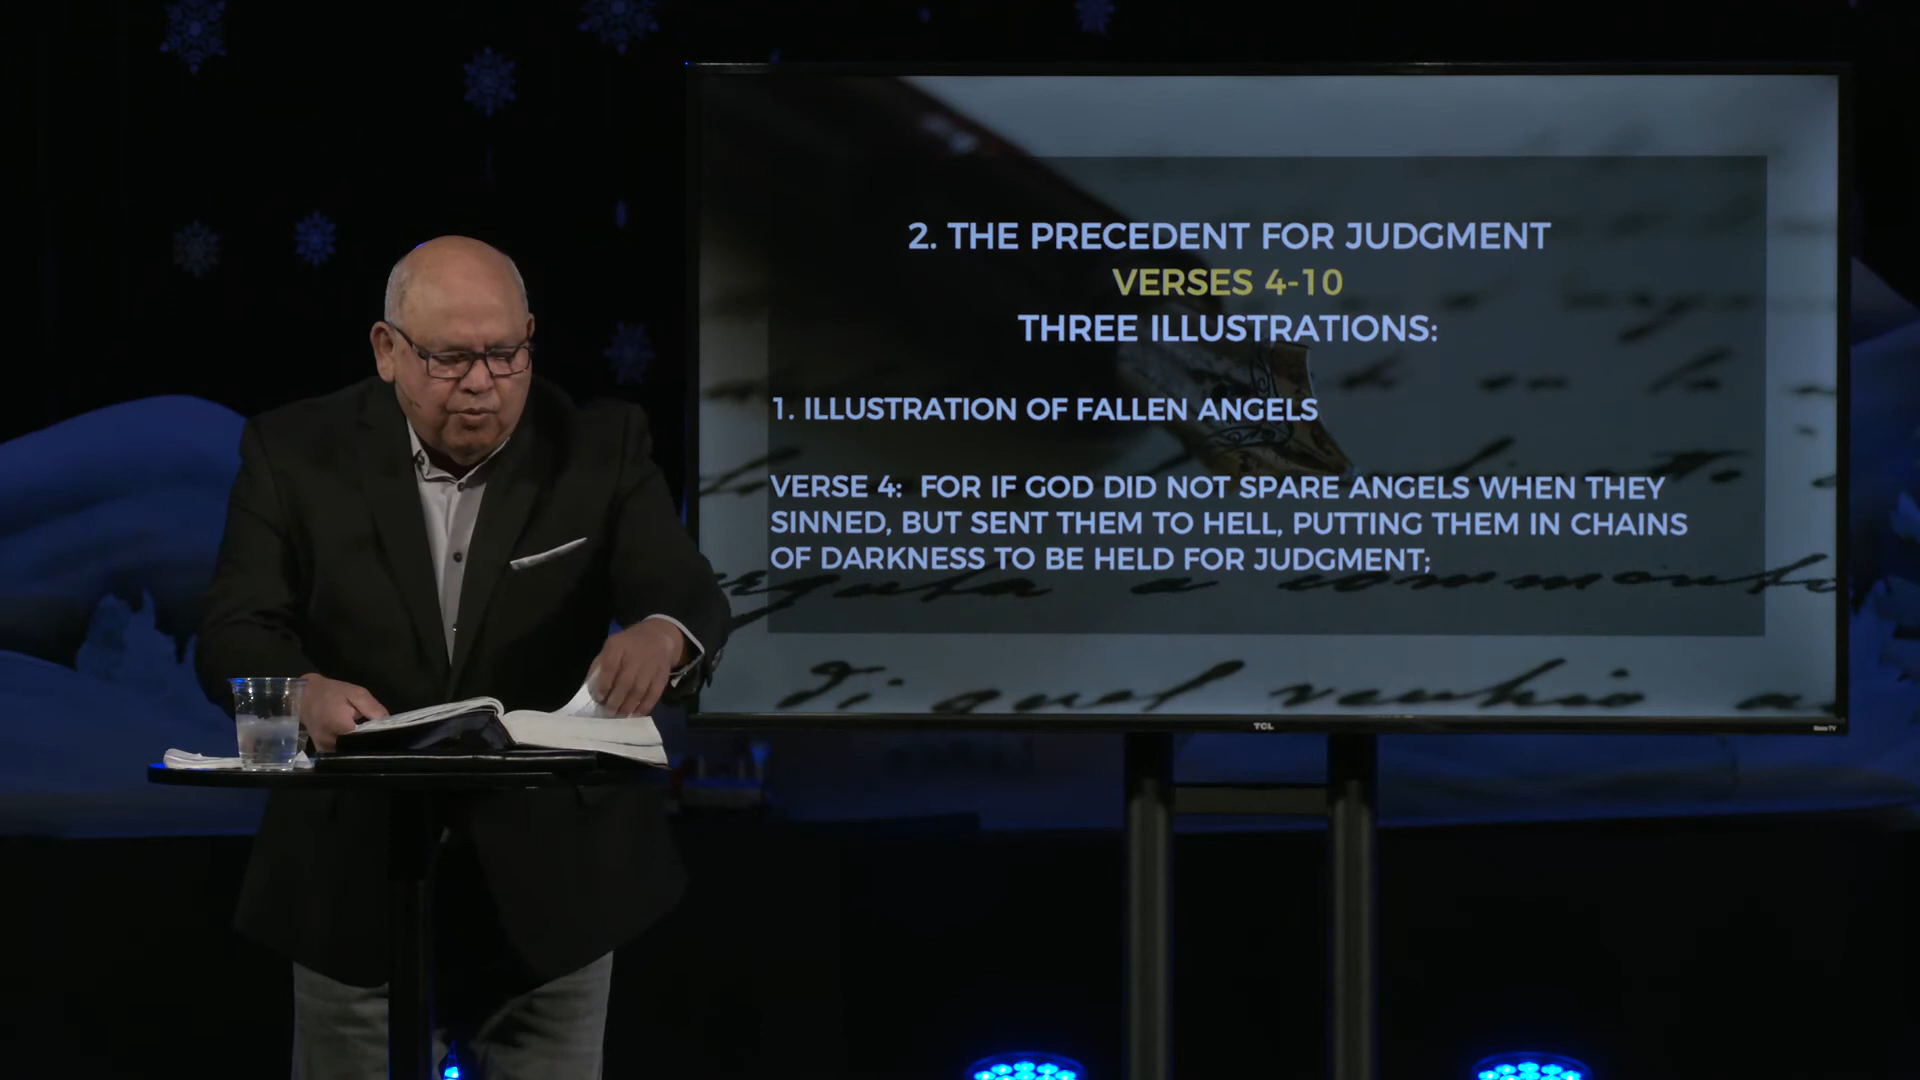 2. THE PRECEDENT FOR JUDGMENT
VERSES 4-10
THREE ILLUSTRATIONS:
1. ILLUSTRATION OF FALLEN ANGELS
VERSE 4: FOR IF GOD DID NOT SPARE ANGELS WHEN THEY
SINNED, BUT SENT THEM TO HELL, PUTTING THEM IN CHAINS
OF DARKNESS TO BE HELD FOR JUDGMENT;
TCL